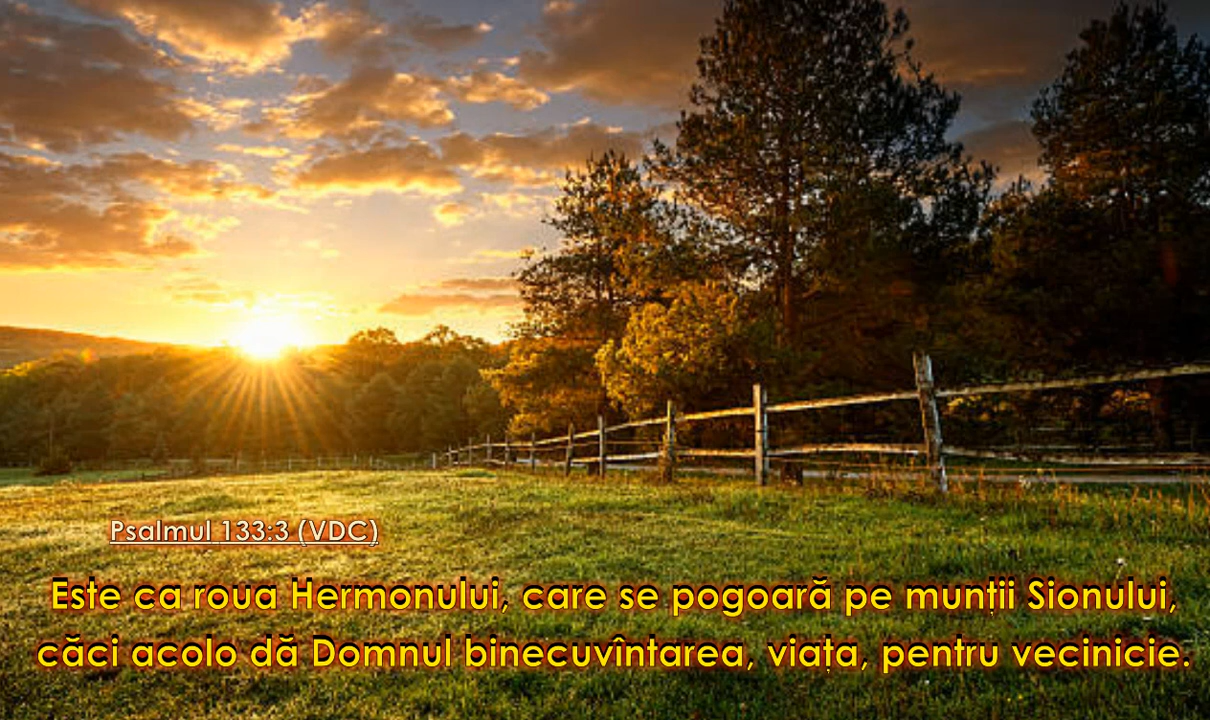 Psalmul 133:3 (VDC)
Este ca roua Hermonului, care se pogoară pe munții Sionului,
căci acolo dă Domnul binecuvîntarea, viața, pentru vecinicie.